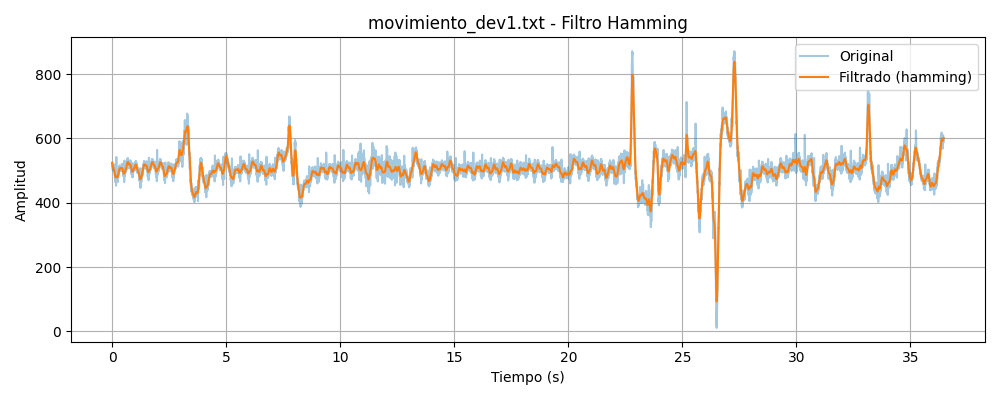 movimiento_dev1.txt - Filtro Hamming
Original
Filtrado (hamming)
Amplitud
800
600
400
200
0
0 5 10 15 20 25 30 35
Tiempo (s)